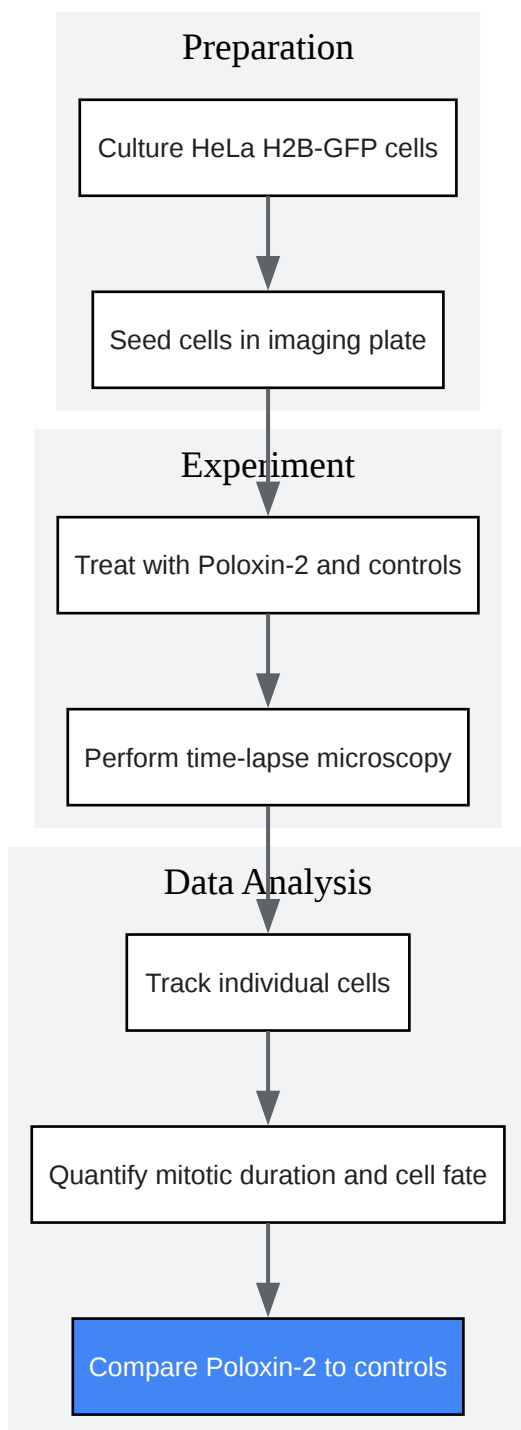 Preparation
Culture HeLa H2B-GFP cells
Seed cells in imaging plate
Experiment
Treat with Poloxin-2 and controls
Perform time-lapse microscopy
Data Analysis
Track individual cells
Quantify mitotic duration and cell fate
Compare Poloxin-2 to controls